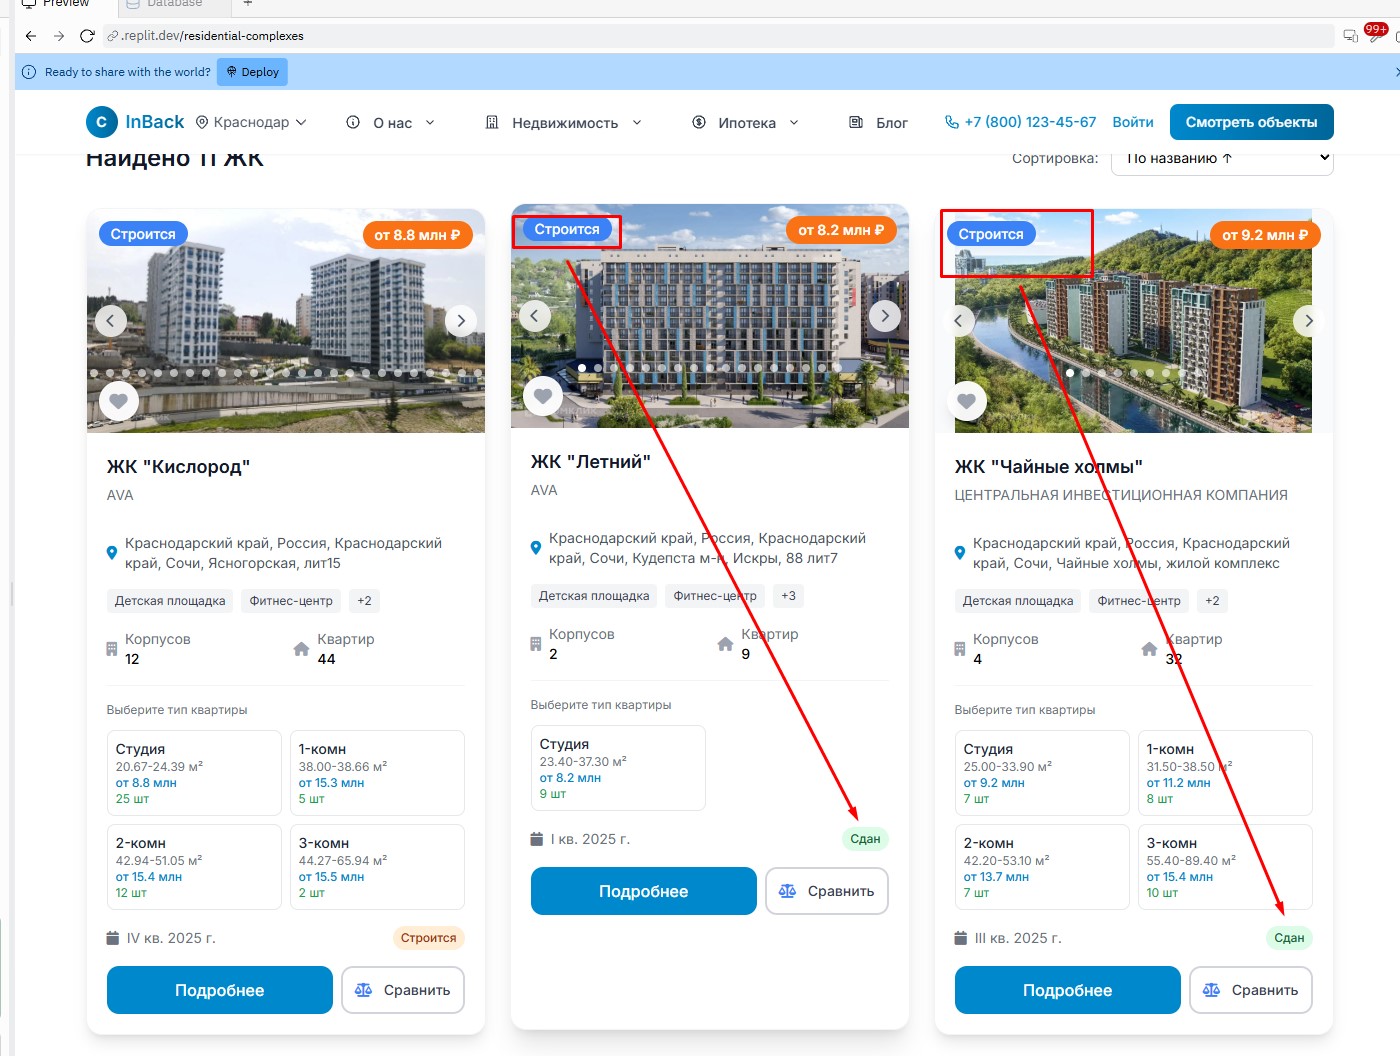 Preview
Database
+
.replit.dev/residential-complexes
99+
Ready to share with the world?
Deploy
C
InBack
Краснодар
О нас
Недвижимость
Ипотека
Блог
+7 (800) 123-45-67
Войти
Смотреть объекты
Найдено 11 ЖК
Сортировка:
По названию ↑
Строится
от 8.8 млн ₽
ЖК "Кислород"
AVA
Краснодарский край, Россия, Краснодарский
край, Сочи, Ясногорская, лит15
Детская площадка
Фитнес-центр
+2
Корпусов
12
Квартир
44
Выберите тип квартиры
Студия
20.67-24.39 м²
от 8.8 млн
25 шт
1-комн
38.00-38.66 м²
от 15.3 млн
5 шт
2-комн
42.94-51.05 м²
от 15.4 млн
12 шт
3-комн
44.27-65.94 м²
от 15.5 млн
2 шт
IV кв. 2025 г.
Строится
Подробнее
Сравнить
Строится
от 8.2 млн ₽
ЖК "Летний"
AVA
Краснодарский край, Россия, Краснодарский
край, Сочи, Кудепста м-н, Искры, 88 лит7
Детская площадка
Фитнес-центр
+3
Корпусов
2
Квартир
9
Выберите тип квартиры
Студия
23.40-37.30 м²
от 8.2 млн
9 шт
I кв. 2025 г.
Сдан
Подробнее
Сравнить
Строится
от 9.2 млн ₽
ЖК "Чайные холмы"
ЦЕНТРАЛЬНАЯ ИНВЕСТИЦИОННАЯ КОМПАНИЯ
Краснодарский край, Россия, Краснодарский
край, Сочи, Чайные холмы, жилой комплекс
Детская площадка
Фитнес-центр
+2
Корпусов
4
Квартир
32
Выберите тип квартиры
Студия
25.00-33.90 м²
от 9.2 млн
7 шт
1-комн
31.50-38.50 м²
от 11.2 млн
8 шт
2-комн
42.20-53.10 м²
от 13.7 млн
7 шт
3-комн
55.40-89.40 м²
от 15.4 млн
10 шт
III кв. 2025 г.
Сдан
Подробнее
Сравнить